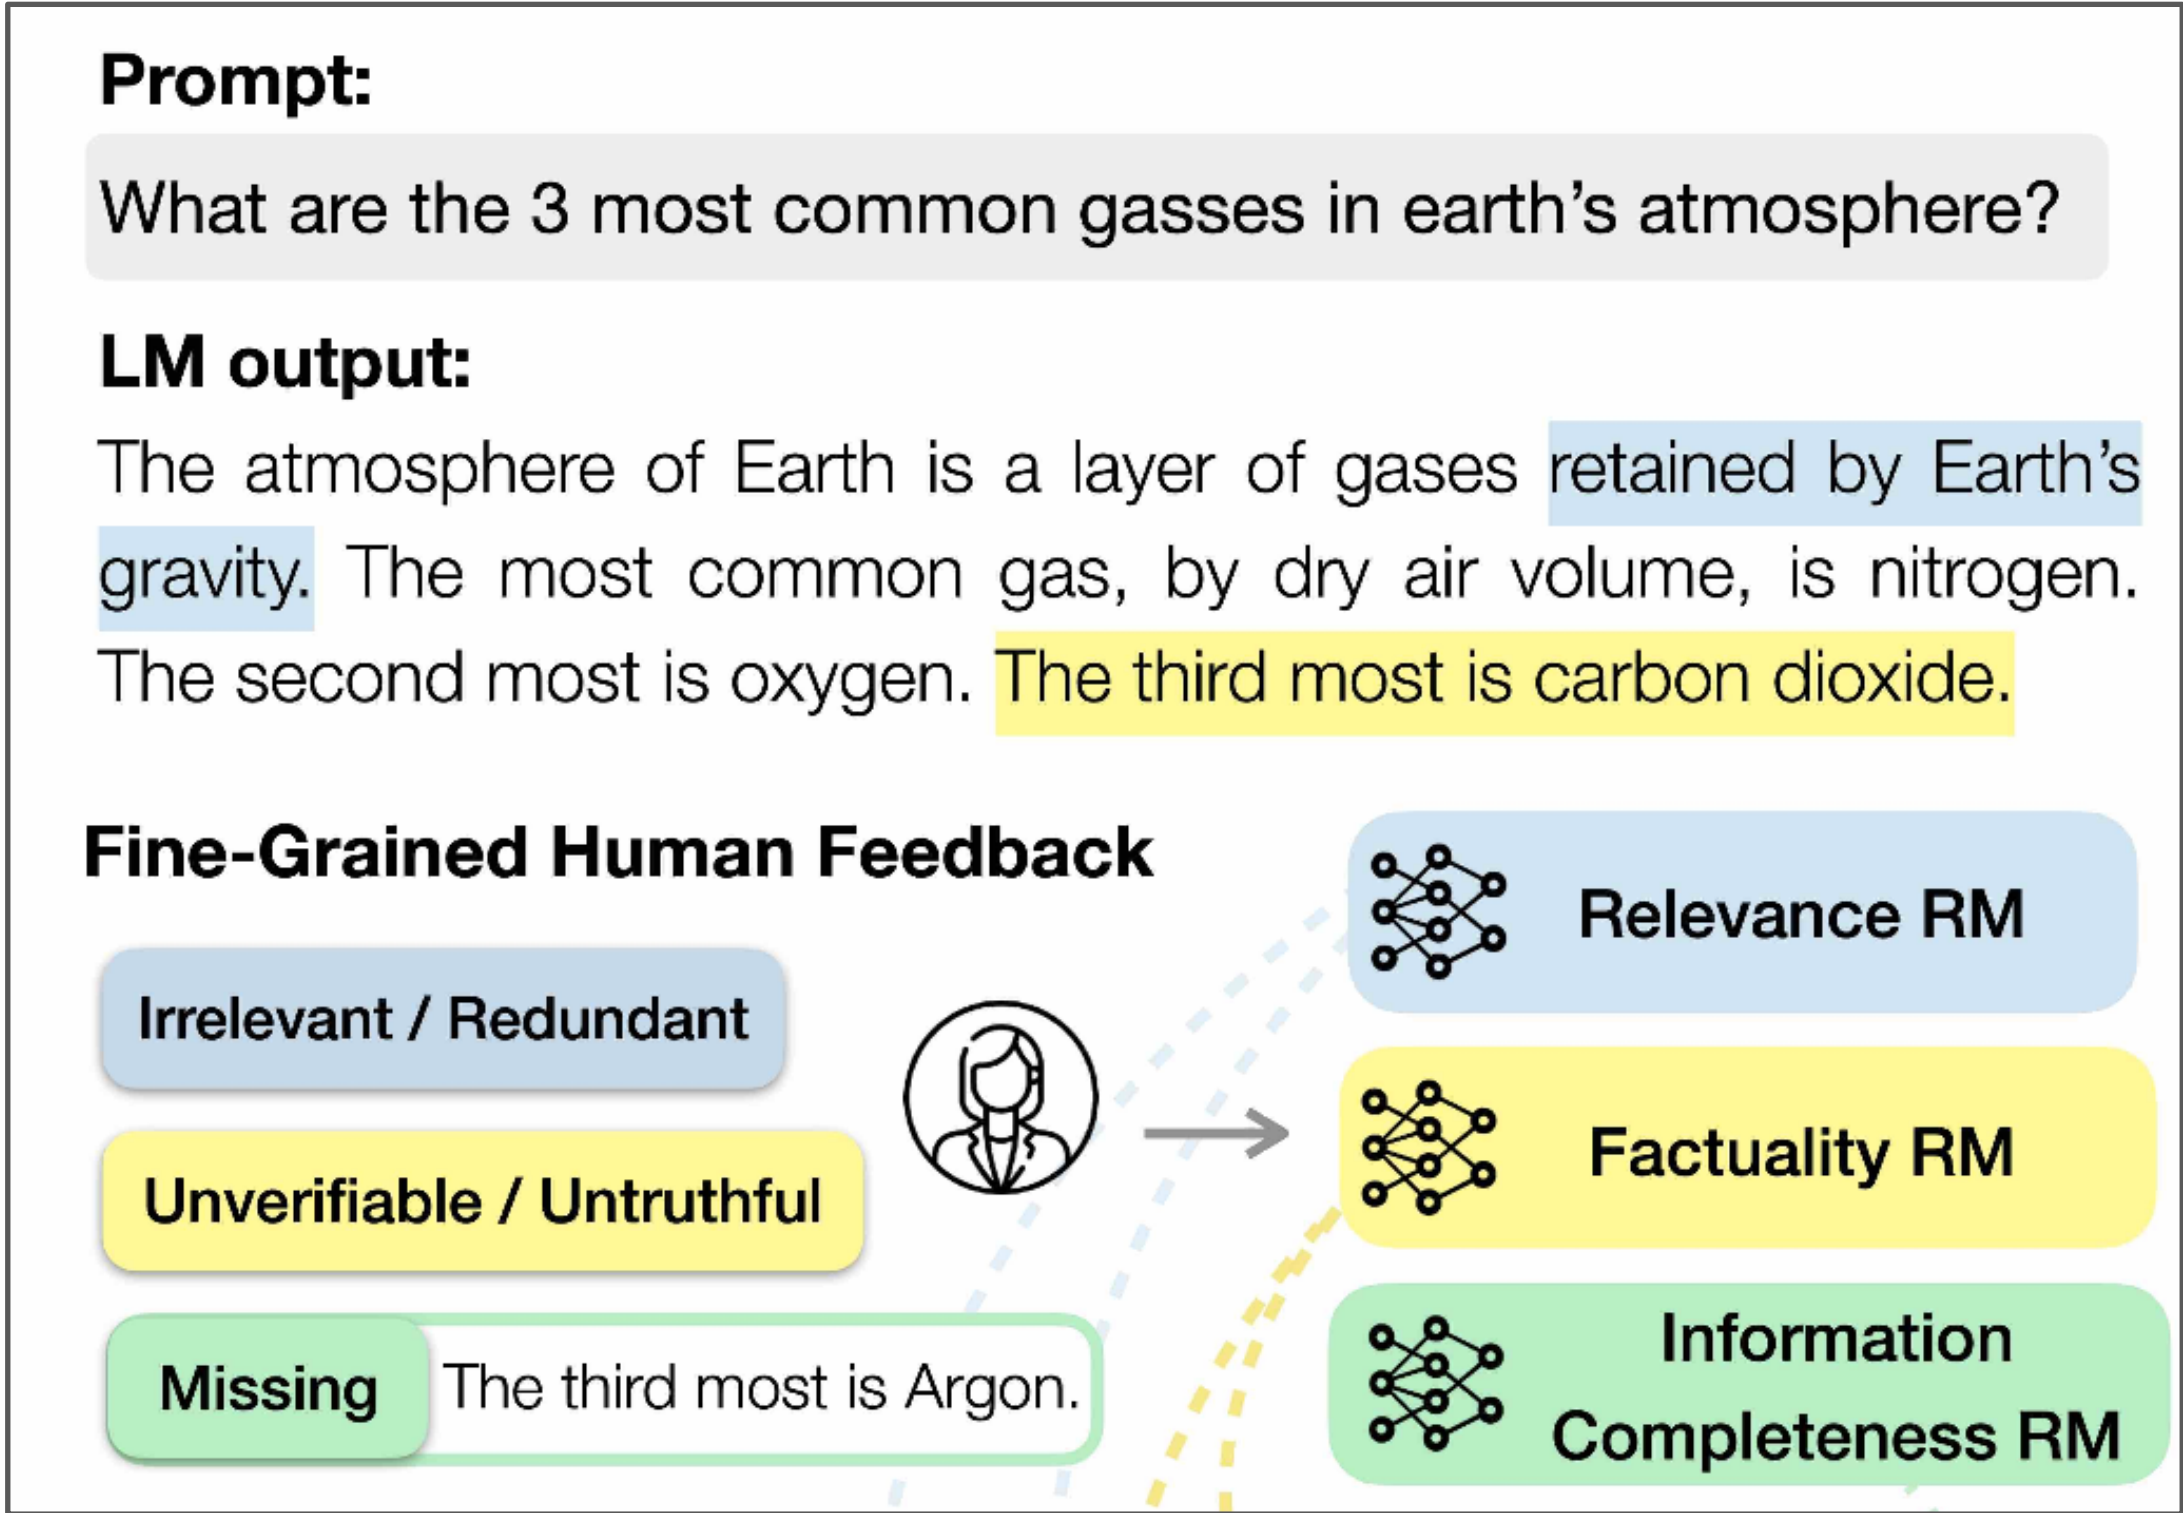 Prompt:
What are the 3 most common gasses in earth’s atmosphere?
LM output:
The atmosphere of Earth is a layer of gases retained by Earth’s
gravity. The most common gas, by dry air volume, is nitrogen.
The second most is oxygen. The third most is carbon dioxide.
Fine-Grained Human Feedback
Irrelevant / Redundant
Unverifiable / Untruthful
Missing The third most is Argon.
Relevance RM
Factuality RM
Information
Completeness RM